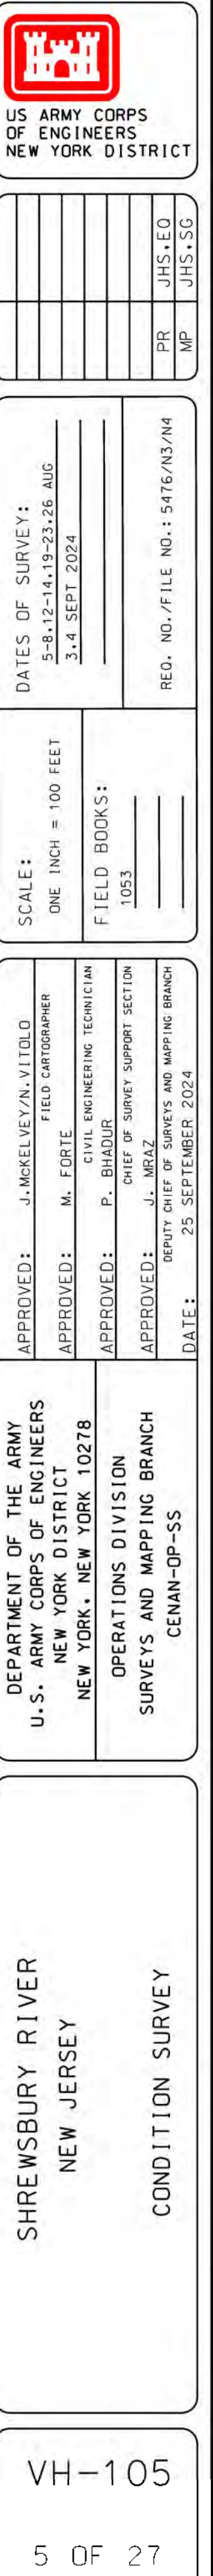 US ARMY CORPS
OF ENGINEERS
NEW YORK DISTRICT
PR JHS,EQ
MP JHS,SG
DATES OF SURVEY:
5-8,12-14,19-23,26 AUG
3,4 SEPT 2024
REQ. NO./FILE NO.: 5476/N3/N4
SCALE:
ONE INCH = 100 FEET
FIELD BOOKS:
1053
APPROVED: J.McKELVEY/N.VITOLO
FIELD CARTOGRAPHER
APPROVED: M. FORTE
CIVIL ENGINEERING TECHNICIAN
APPROVED: P. BHADUR
CHIEF OF SURVEY SUPPORT SECTION
APPROVED: J. MRAZ
DEPUTY CHIEF OF SURVEYS AND MAPPING BRANCH
DATE: 25 SEPTEMBER 2024
DEPARTMENT OF THE ARMY
U.S. ARMY CORPS OF ENGINEERS
NEW YORK DISTRICT
NEW YORK, NEW YORK 10278
OPERATIONS DIVISION
SURVEYS AND MAPPING BRANCH
CENAN-OP-SS
SHREWSBURY RIVER
NEW JERSEY
CONDITION SURVEY
VH-105
5 OF 27